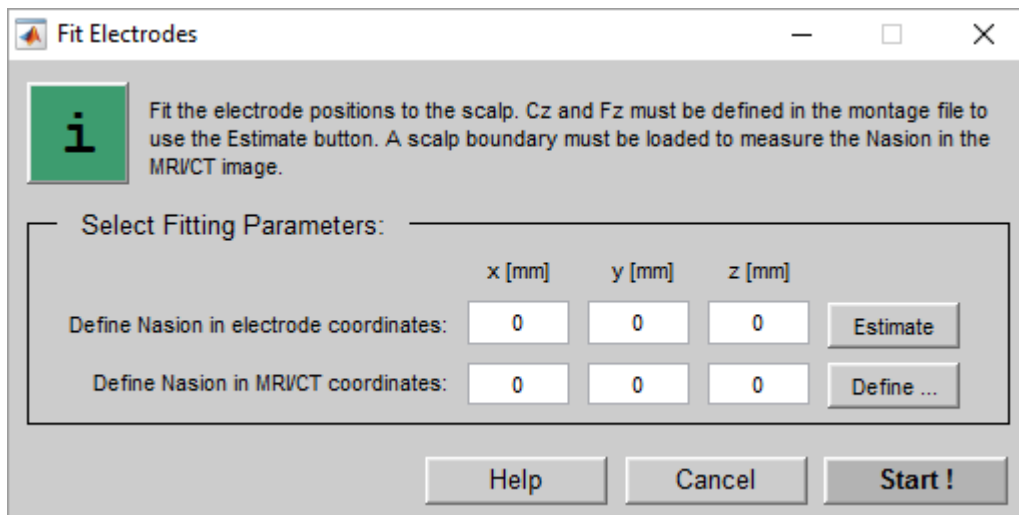 Fit Electrodes
i
Fit the electrode positions to the scalp. Cz and Fz must be defined in the montage file to
use the Estimate button. A scalp boundary must be loaded to measure the Nasion in the
MRI/CT image.
Select Fitting Parameters:
x [mm] y [mm] z [mm]
Define Nasion in electrode coordinates: 0 0 0 Estimate
Define Nasion in MRI/CT coordinates: 0 0 0 Define ...
Help Cancel Start !